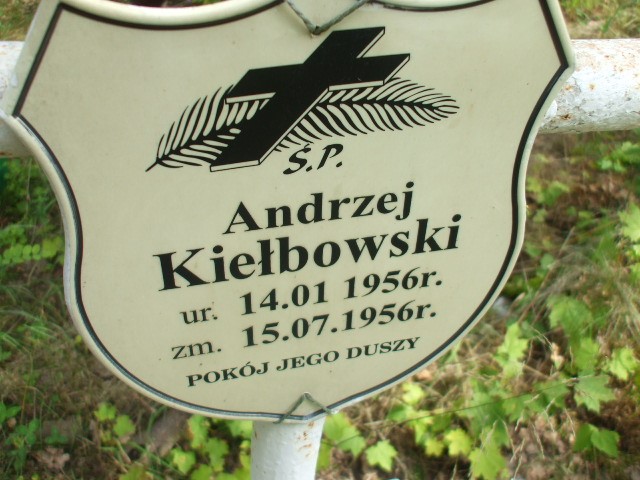 Ś.P.
Andrzej
Kiełbowski
ur. 14.01 1956r.
zm. 15.07.1956r.
POKÓJ JEGO DUSZY